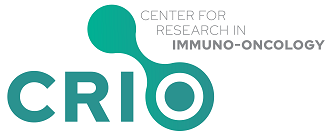 CENTER FOR
RESEARCH IN
IMMUNO-ONCOLOGY
CRIO